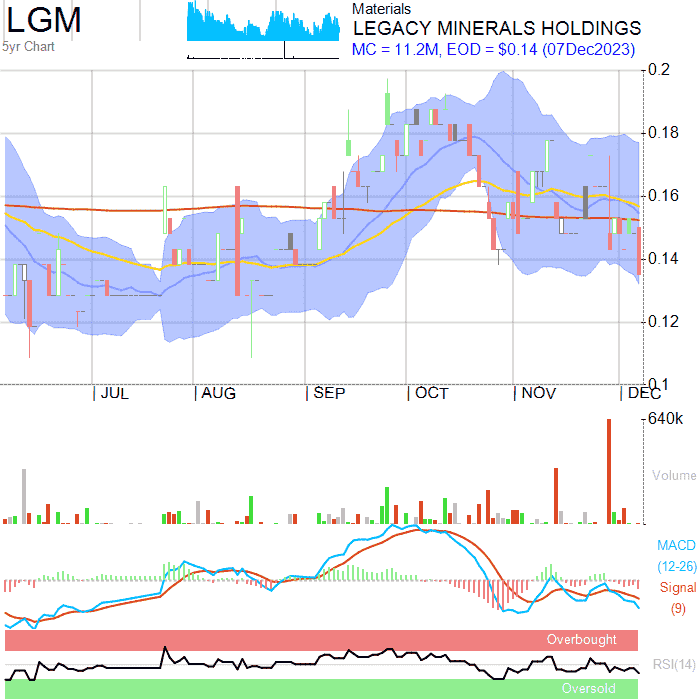 LGM
5yr Chart
Materials
LEGACY MINERALS HOLDINGS
MC = 11.2M, EOD = $0.14 (07Dec2023)
0.2
0.18
0.16
0.14
0.12
0.1
JUL AUG SEP OCT NOV DEC
640k
Volume
MACD
(12-26)
Signal
(9)
Overbought
RSI(14)
Oversold